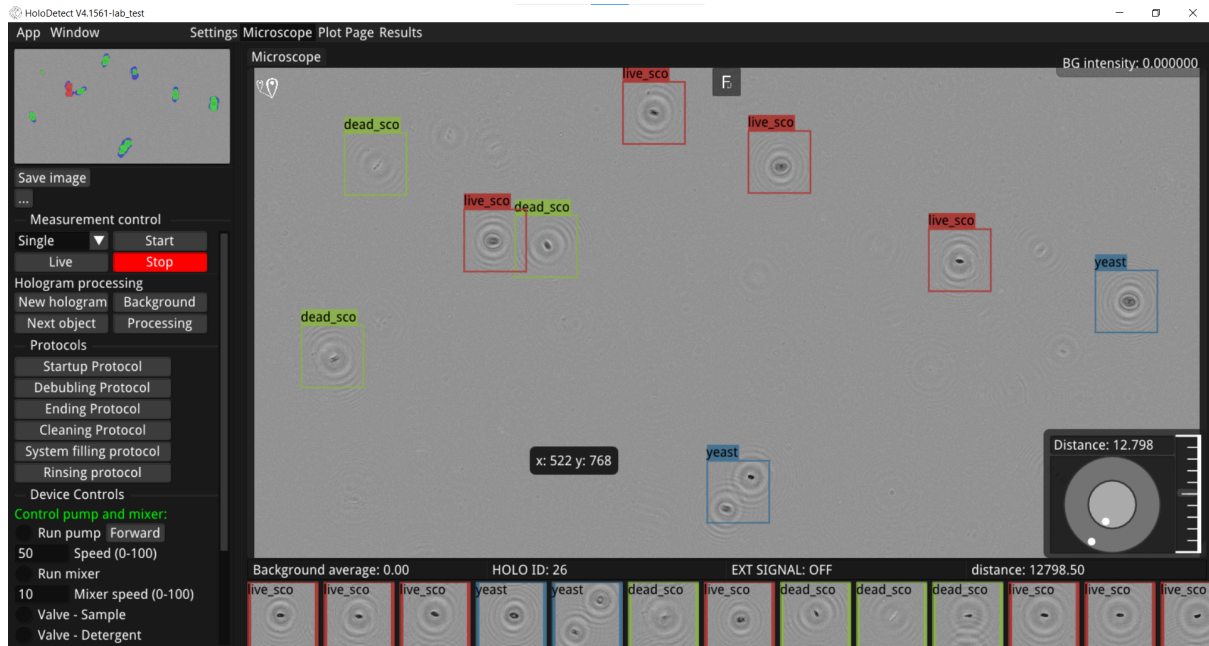 HoloDetect V4.1561-lab_test
App Window Settings Microscope Plot Page Results
Microscope
BG intensity: 0.000000
live_sco
F
dead_sco
live_sco
live_sco
dead_sco
live_sco
yeast
dead_sco
yeast
x: 522 y: 768
Distance: 12.798
Save image
...
Measurement control
Single Start
Live Stop
Hologram processing
New hologram Background
Next object Processing
Protocols
Startup Protocol
Debubling Protocol
Ending Protocol
Cleaning Protocol
System filling protocol
Rinsing protocol
Device Controls
Control pump and mixer:
Run pump Forward
50 Speed (0-100)
Run mixer
10 Mixer speed (0-100)
Valve - Sample
Valve - Detergent
Background average: 0.00 HOLO ID: 26 EXT SIGNAL: OFF distance: 12798.50
live_sco live_sco live_sco yeast yeast dead_sco live_sco dead_sco dead_sco dead_sco live_sco live_sco live_sco